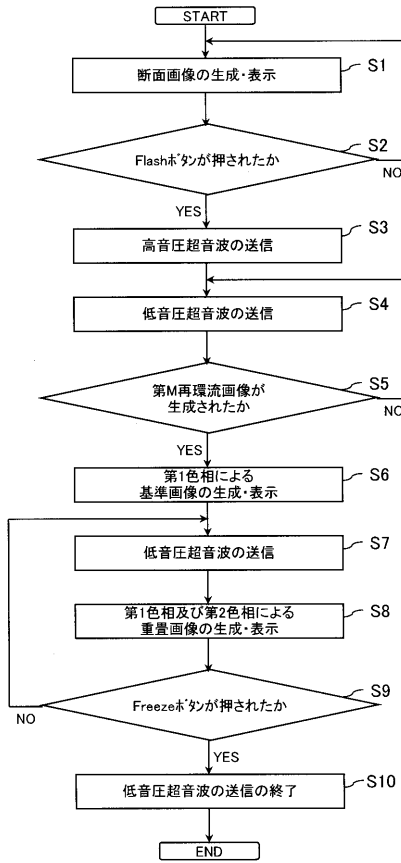 START
断面画像の生成・表示
S1
Flashボタンが押されたか
S2
NO
YES
高音圧超音波の送信
S3
低音圧超音波の送信
S4
第M再環流画像が
生成されたか
S5
NO
YES
第1色相による
基準画像の生成・表示
S6
低音圧超音波の送信
S7
第1色相及び第2色相による
重畳画像の生成・表示
S8
Freezeボタンが押されたか
S9
NO
YES
低音圧超音波の送信の終了
S10
END